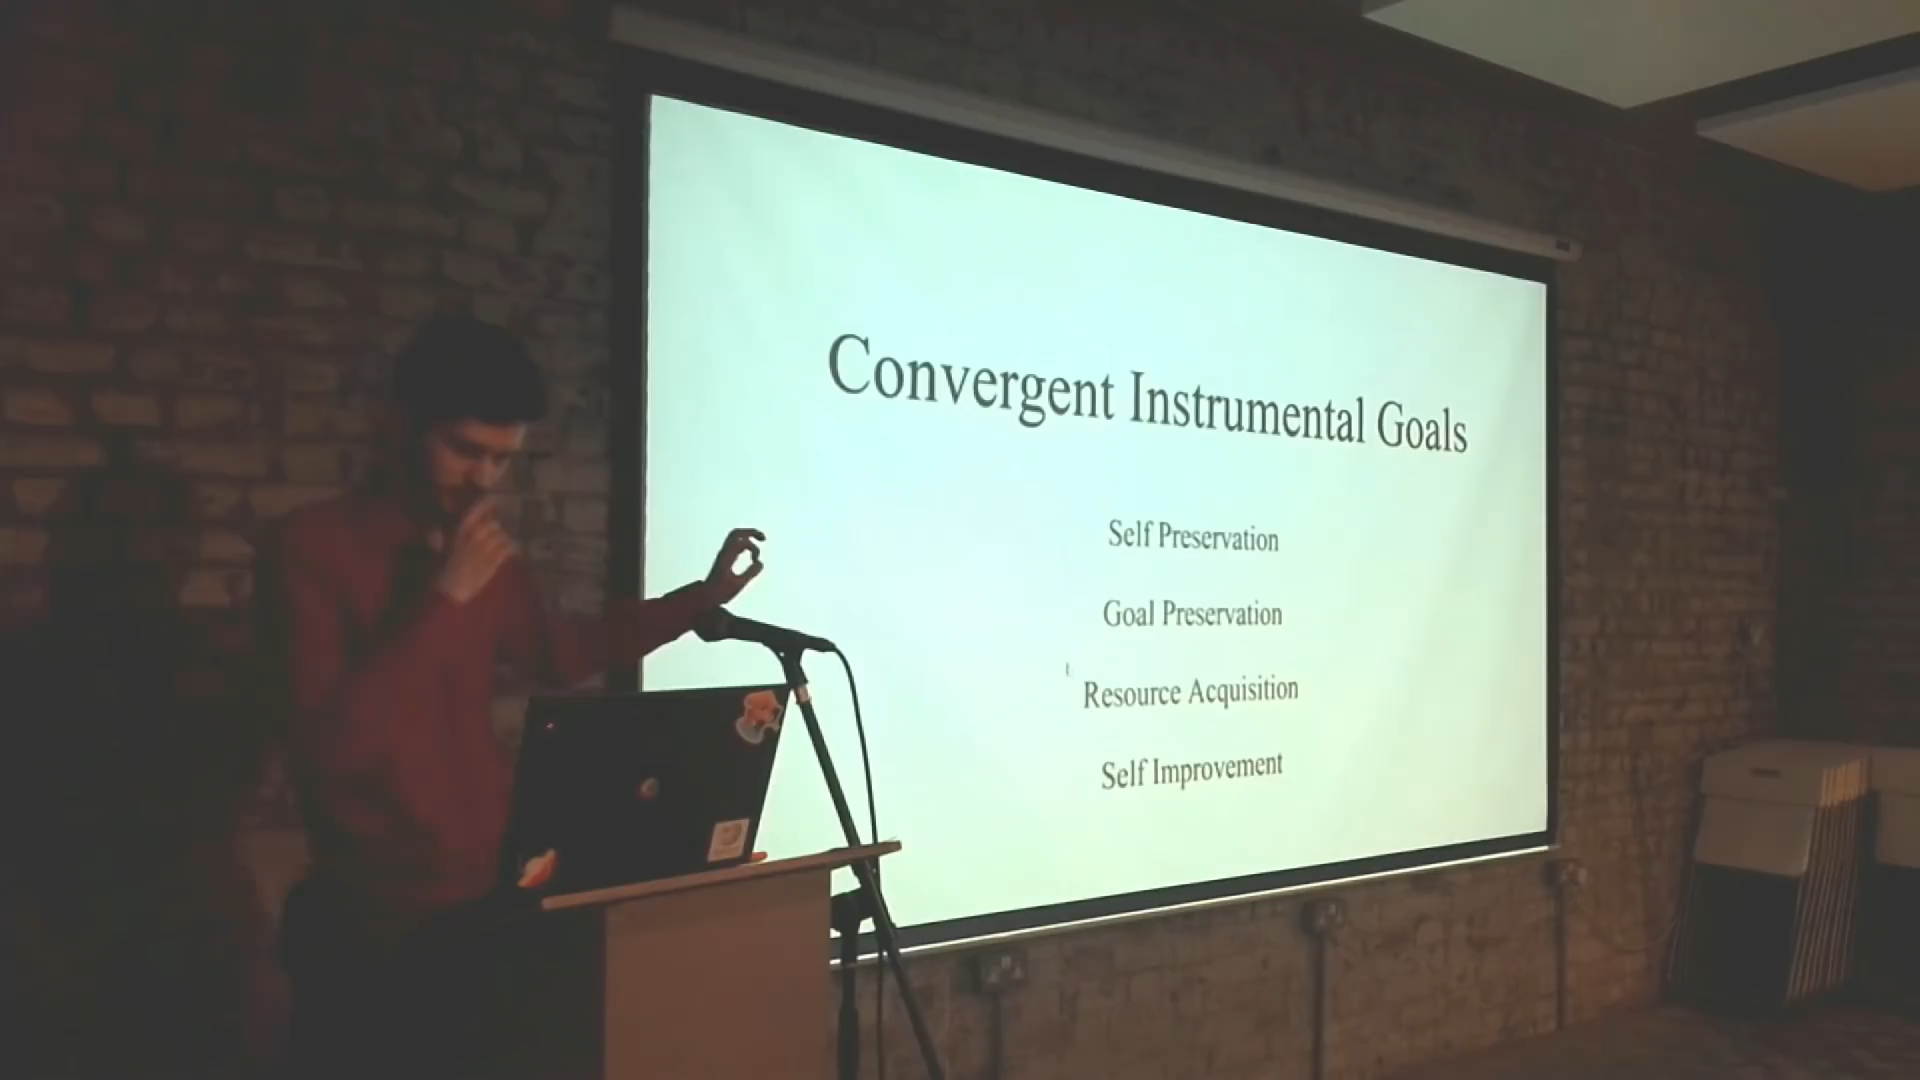 Convergent Instrumental Goals
Self Preservation
Goal Preservation
Resource Acquisition
Self Improvement